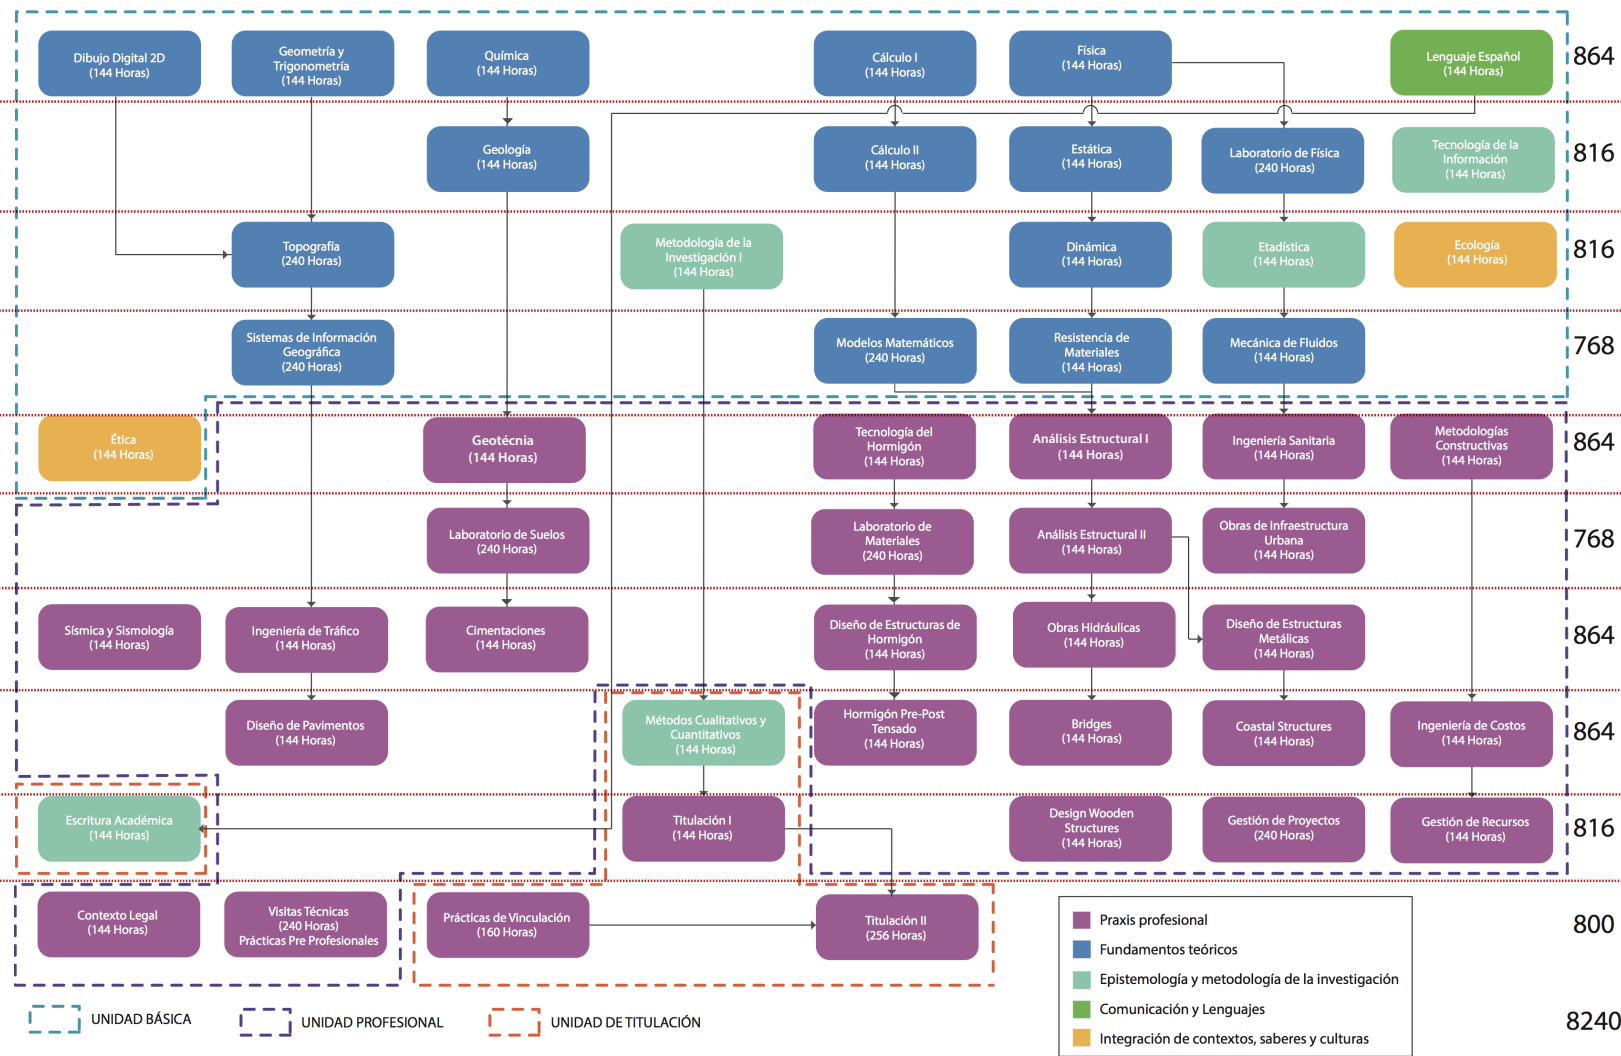 Dibujo Digital 2D
(144 Horas)
Geometría y
Trigonometría
(144 Horas)
Química
(144 Horas)
Cálculo I
(144 Horas)
Física
(144 Horas)
Lenguaje Español
(144 Horas)
864
Geología
(144 Horas)
Cálculo II
(144 Horas)
Estática
(144 Horas)
Laboratorio de Física
(240 Horas)
Tecnología de la
Información
(144 Horas)
816
Topografía
(240 Horas)
Metodología de la
Investigación I
(144 Horas)
Dinámica
(144 Horas)
Etadística
(144 Horas)
Ecología
(144 Horas)
816
Sistemas de Información
Geográfica
(240 Horas)
Modelos Matemáticos
(240 Horas)
Resistencia de
Materiales
(144 Horas)
Mecánica de Fluidos
(144 Horas)
768
Ética
(144 Horas)
Geotécnia
(144 Horas)
Tecnología del
Hormigón
(144 Horas)
Análisis Estructural I
(144 Horas)
Ingeniería Sanitaria
(144 Horas)
Metodologías
Constructivas
(144 Horas)
864
Laboratorio de Suelos
(240 Horas)
Laboratorio de
Materiales
(240 Horas)
Análisis Estructural II
(144 Horas)
Obras de Infraestructura
Urbana
(144 Horas)
768
Sísmica y Sismología
(144 Horas)
Ingeniería de Tráfico
(144 Horas)
Cimentaciones
(144 Horas)
Diseño de Estructuras de
Hormigón
(144 Horas)
Obras Hidráulicas
(144 Horas)
Diseño de Estructuras
Metálicas
(144 Horas)
864
Diseño de Pavimentos
(144 Horas)
Métodos Cualitativos y
Cuantitativos
(144 Horas)
Hormigón Pre-Post
Tensado
(144 Horas)
Bridges
(144 Horas)
Coastal Structures
(144 Horas)
Ingeniería de Costos
(144 Horas)
864
Escritura Académica
(144 Horas)
Titulación I
(144 Horas)
Design Wooden
Structures
(144 Horas)
Gestión de Proyectos
(240 Horas)
Gestión de Recursos
(144 Horas)
816
Contexto Legal
(144 Horas)
Visitas Técnicas
(240 Horas)
Prácticas Pre Profesionales
Prácticas de Vinculación
(160 Horas)
Titulación II
(256 Horas)
800
Praxis profesional
Fundamentos teóricos
Epistemología y metodología de la investigación
Comunicación y Lenguajes
Integración de contextos, saberes y culturas
UNIDAD BÁSICA
UNIDAD PROFESIONAL
UNIDAD DE TITULACIÓN
8240